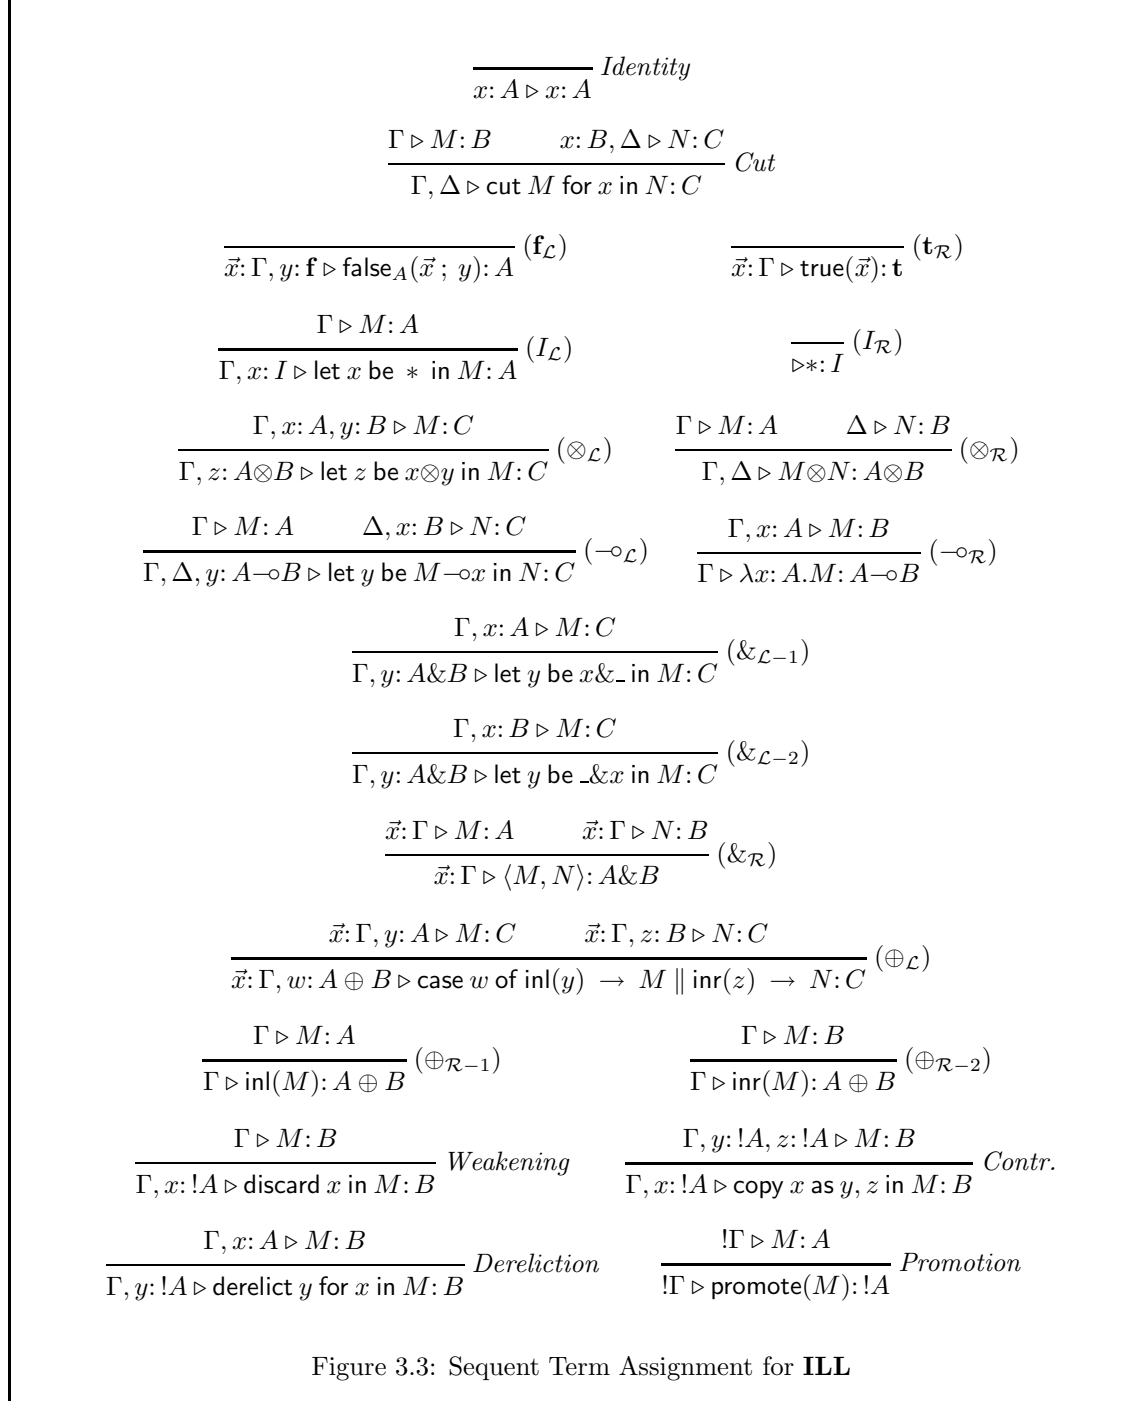 x: A ▷ x: A Identity
Γ ▷ M: B x: B, Δ ▷ N: C
Γ, Δ ▷ cut M for x in N: C Cut
x⃗: Γ, y: f ▷ false_A(x⃗ ; y): A (f_ℒ) x⃗: Γ ▷ true(x⃗): t (t_ℛ)
Γ ▷ M: A
Γ, x: I ▷ let x be * in M: A (I_ℒ) ▷*: I (I_ℛ)
Γ, x: A, y: B ▷ M: C Γ ▷ M: A Δ ▷ N: B
Γ, z: A⊗B ▷ let z be x⊗y in M: C (⊗_ℒ) Γ, Δ ▷ M⊗N: A⊗B (⊗_ℛ)
Γ ▷ M: A Δ, x: B ▷ N: C Γ, x: A ▷ M: B
Γ, Δ, y: A⊸B ▷ let y be M⊸x in N: C (⊸_ℒ) Γ ▷ λx: A.M: A⊸B (⊸_ℛ)
Γ, x: A ▷ M: C
Γ, y: A&B ▷ let y be x&_ in M: C (&_ℒ−1)
Γ, x: B ▷ M: C
Γ, y: A&B ▷ let y be _&x in M: C (&_ℒ−2)
x⃗: Γ ▷ M: A x⃗: Γ ▷ N: B
x⃗: Γ ▷ ⟨M, N⟩: A&B (&_ℛ)
x⃗: Γ, y: A ▷ M: C x⃗: Γ, z: B ▷ N: C
x⃗: Γ, w: A ⊕ B ▷ case w of inl(y) → M ∥ inr(z) → N: C (⊕_ℒ)
Γ ▷ M: A Γ ▷ M: B
Γ ▷ inl(M): A ⊕ B (⊕_ℛ−1) Γ ▷ inr(M): A ⊕ B (⊕_ℛ−2)
Γ ▷ M: B Γ, y: !A, z: !A ▷ M: B
Γ, x: !A ▷ discard x in M: B Weakening Γ, x: !A ▷ copy x as y, z in M: B Contr.
Γ, x: A ▷ M: B !Γ ▷ M: A
Γ, y: !A ▷ derelict y for x in M: B Dereliction !Γ ▷ promote(M): !A Promotion
Figure 3.3: Sequent Term Assignment for ILL